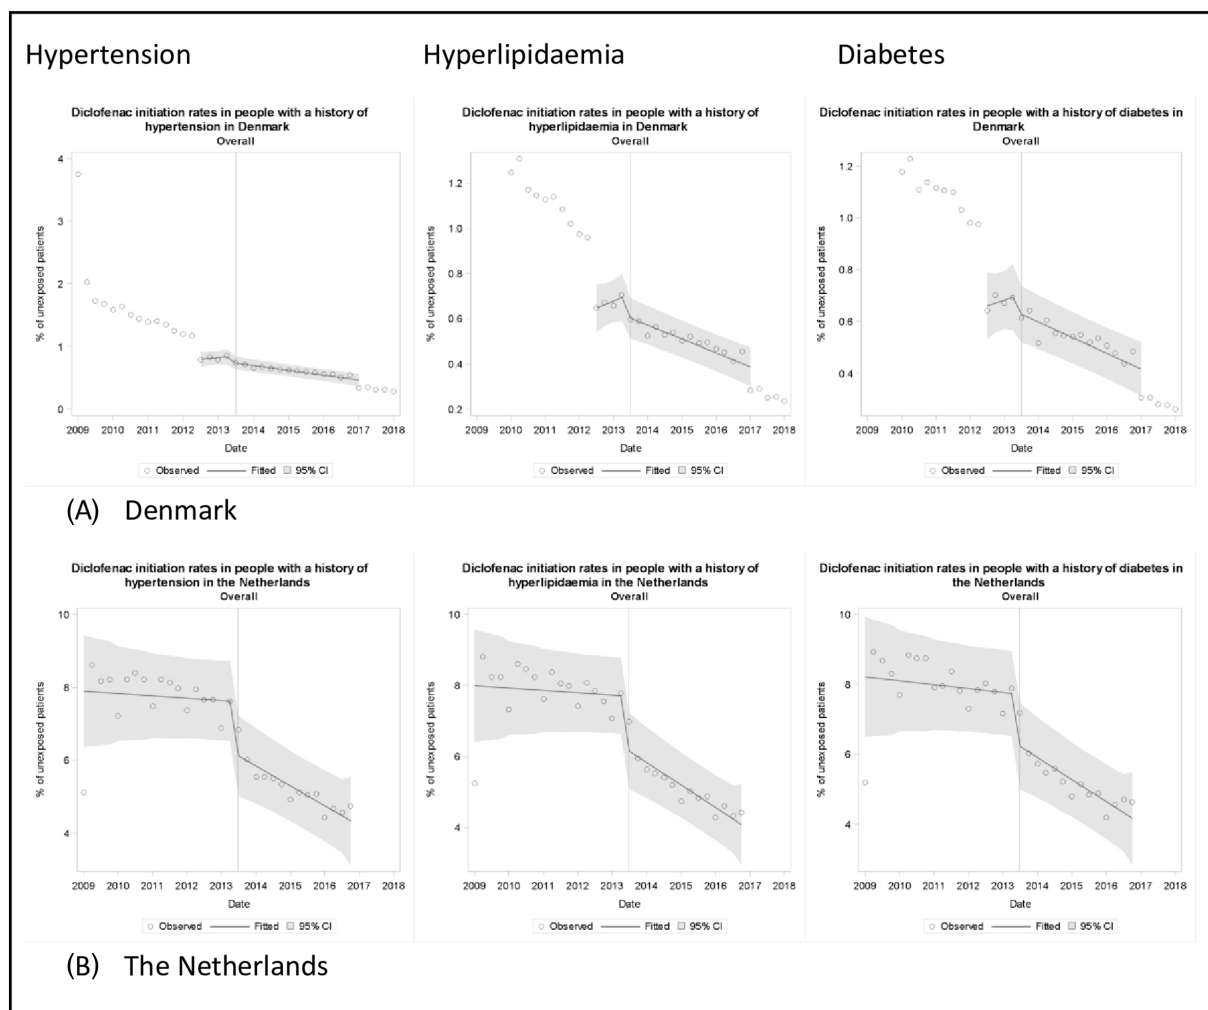 Hypertension
Hyperlipidaemia
Diabetes
Diclofenac initiation rates in people with a history of
hypertension in Denmark
Overall
4
3
2
1
0
% of unexposed patients
2009 2010 2011 2012 2013 2014 2015 2016 2017 2018
Date
Observed Fitted 95% CI
Diclofenac initiation rates in people with a history of
hyperlipidaemia in Denmark
Overall
1.2
1.0
0.8
0.6
0.4
0.2
% of unexposed patients
2009 2010 2011 2012 2013 2014 2015 2016 2017 2018
Date
Observed Fitted 95% CI
Diclofenac initiation rates in people with a history of diabetes in
Denmark
Overall
1.2
1.0
0.8
0.6
0.4
% of unexposed patients
2009 2010 2011 2012 2013 2014 2015 2016 2017 2018
Date
Observed Fitted 95% CI
(A) Denmark
Diclofenac initiation rates in people with a history of
hypertension in the Netherlands
Overall
10
8
6
4
% of unexposed patients
2009 2010 2011 2012 2013 2014 2015 2016 2017 2018
Date
Observed Fitted 95% CI
Diclofenac initiation rates in people with a history of
hyperlipidaemia in the Netherlands
Overall
10
8
6
4
% of unexposed patients
2009 2010 2011 2012 2013 2014 2015 2016 2017 2018
Date
Observed Fitted 95% CI
Diclofenac initiation rates in people with a history of diabetes in
the Netherlands
Overall
10
8
6
4
% of unexposed patients
2009 2010 2011 2012 2013 2014 2015 2016 2017 2018
Date
Observed Fitted 95% CI
(B) The Netherlands